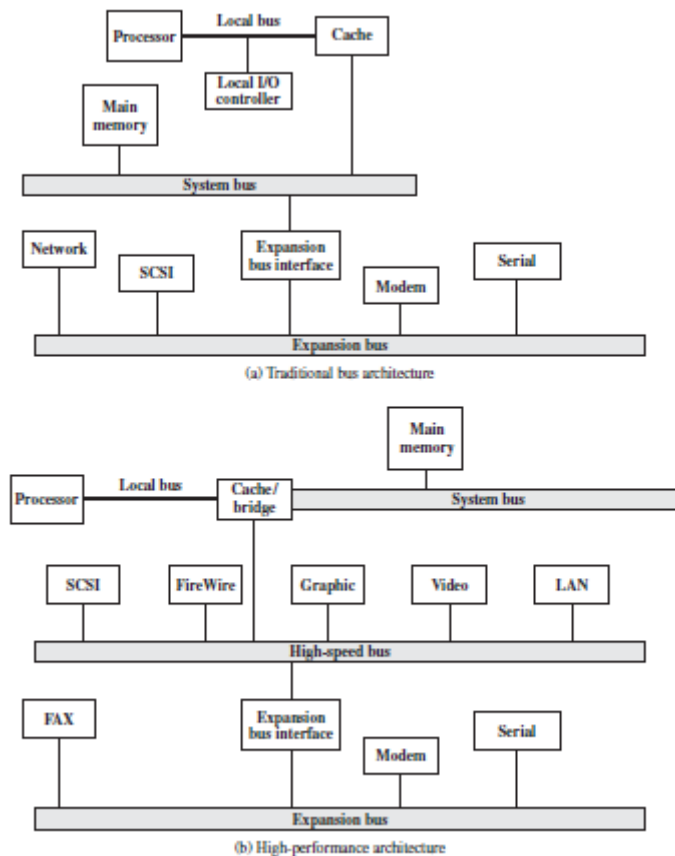 Local bus
Processor
Cache
Local I/O
controller
Main
memory
System bus
Network
SCSI
Expansion
bus interface
Modem
Serial
Expansion bus
(a) Traditional bus architecture
Main
memory
Local bus
Processor
Cache/
bridge
System bus
SCSI
FireWire
Graphic
Video
LAN
High-speed bus
FAX
Expansion
bus interface
Modem
Serial
Expansion bus
(b) High-performance architecture